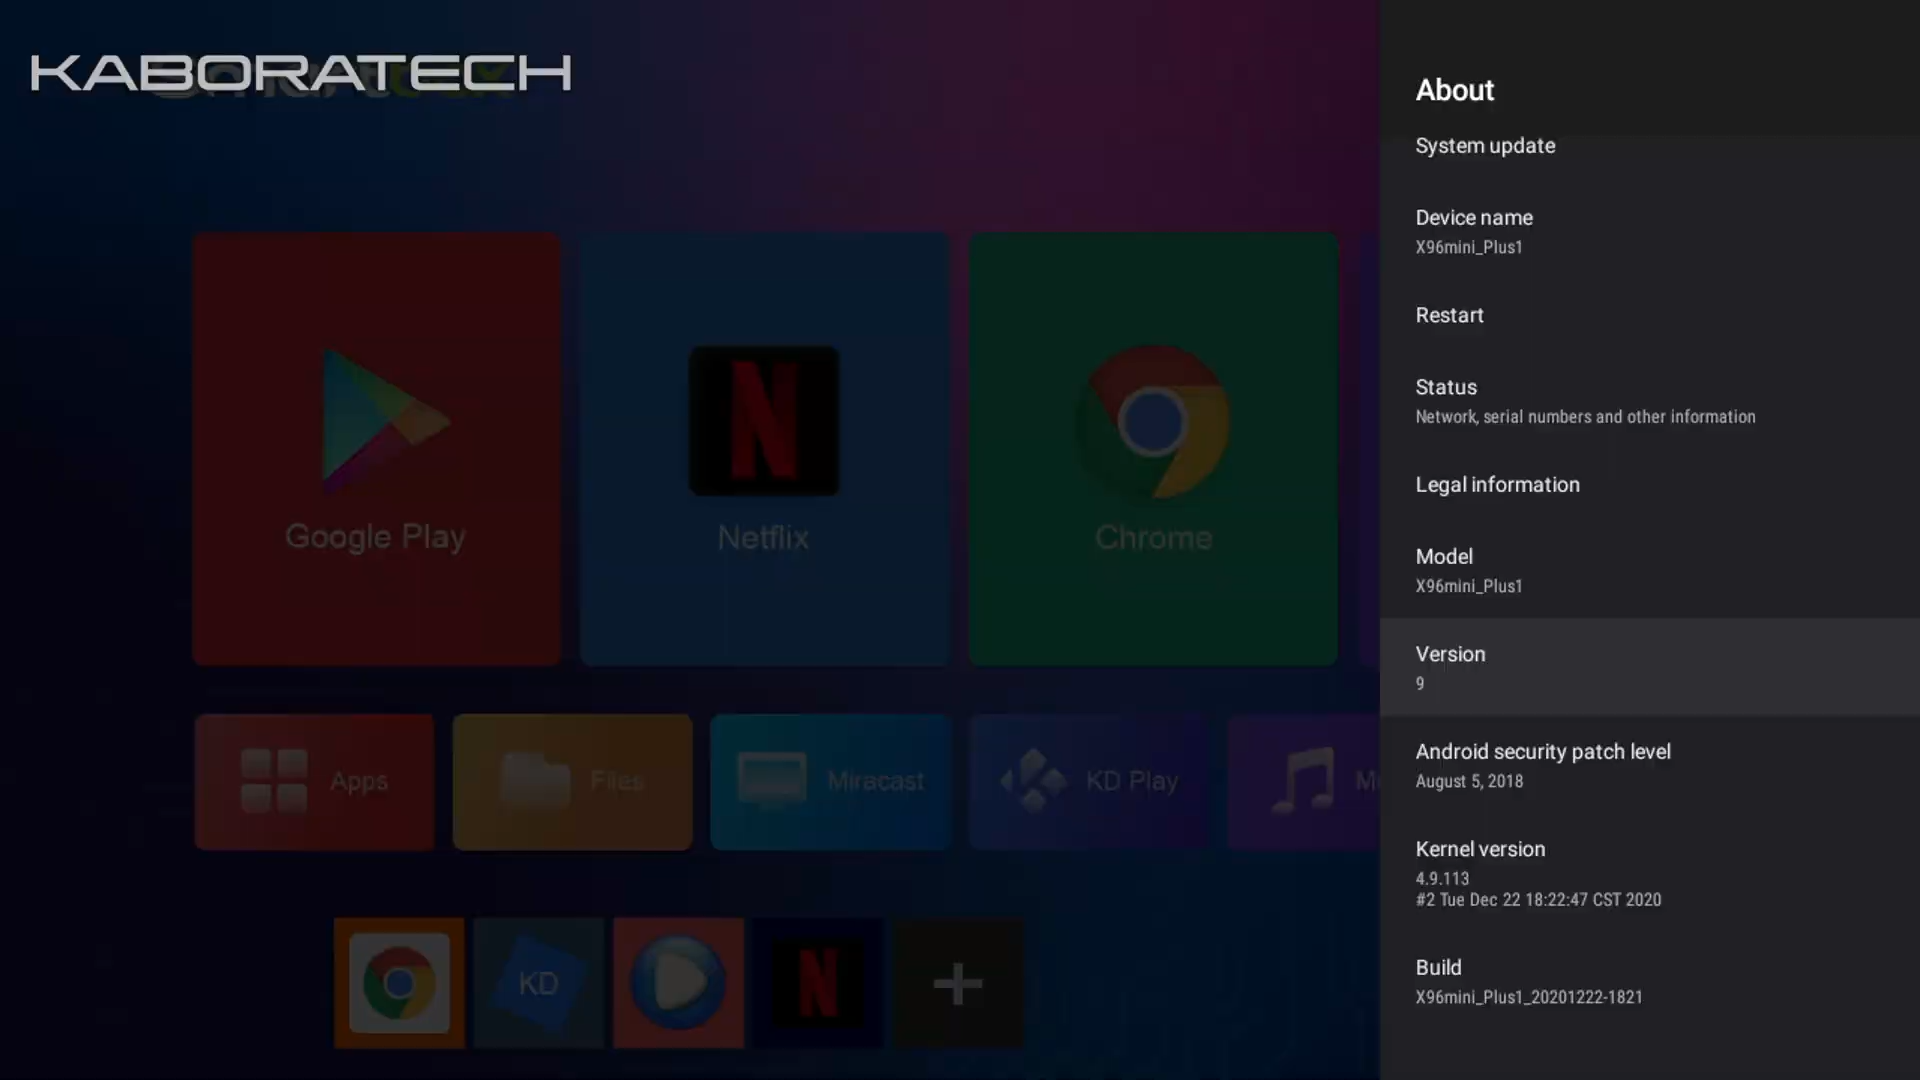 KABORATECH
Google Play
Netflix
Chrome
Apps
Files
Miracast
KD Play
KD
About
System update
Device name
X96mini_Plus1
Restart
Status
Network, serial numbers and other information
Legal information
Model
X96mini_Plus1
Version
9
Android security patch level
August 5, 2018
Kernel version
4.9.113
#2 Tue Dec 22 18:22:47 CST 2020
Build
X96mini_Plus1_20201222-1821